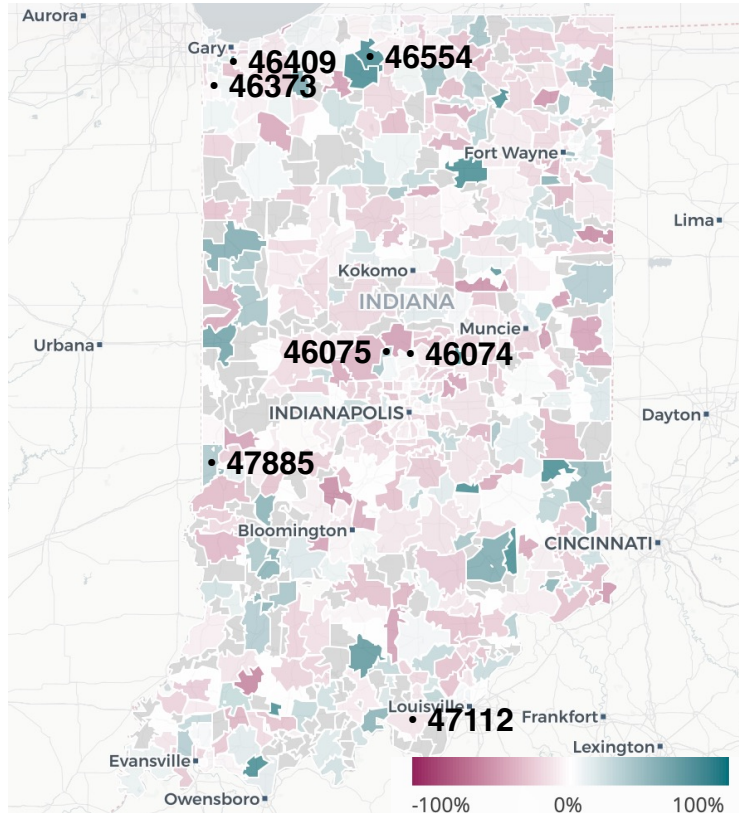 Aurora
Gary
46409
46554
46373
Fort Wayne
Lima
Kokomo
INDIANA
Muncie
Urbana
46075
46074
INDIANAPOLIS
Dayton
47885
Bloomington
CINCINNATI
Louisville
47112
Frankfort
Lexington
Evansville
Owensboro
-100% 0% 100%